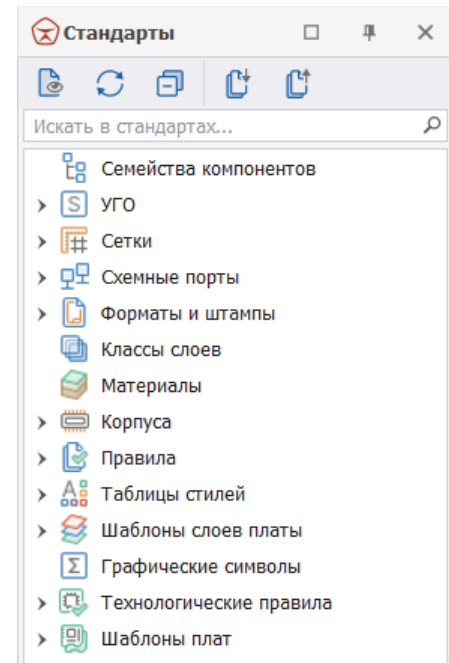 Стандарты
Искать в стандартах...
Семейства компонентов
УГО
Сетки
Схемные порты
Форматы и штампы
Классы слоев
Материалы
Корпуса
Правила
Таблицы стилей
Шаблоны слоев платы
Графические символы
Технологические правила
Шаблоны плат